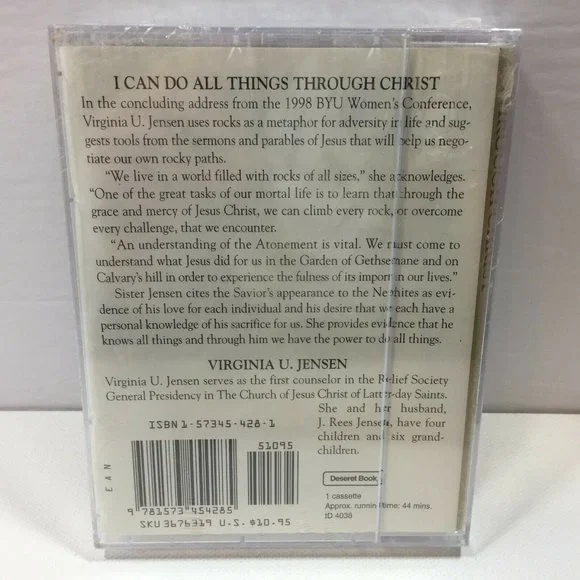 I CAN DO ALL THINGS THROUGH CHRIST
In the concluding address from the 1998 BYU Women's Conference,
Virginia U. Jensen uses rocks as a metaphor for adversity in life and sug-
gests tools from the sermons and parables of Jesus that will help us nego-
tiate our own rocky paths.
"We live in a world filled with rocks of all sizes," she acknowledges.
"One of the great tasks of our mortal life is to learn that through the
grace and mercy of Jesus Christ, we can climb every rock, or overcome
every challenge, that we encounter.
"An understanding of the Atonement is vital. We must come to
understand what Jesus did for us in the Garden of Gethsemane and on
Calvary's hill in order to experience the fulness of its import in our lives."
Sister Jensen cites the Savior's appearance to the Nephites as evi-
dence of his love for each individual and his desire that we each have a
personal knowledge of his sacrifice for us. She provides evidence that he
knows all things and through him we have the power to do all things.
VIRGINIA U. JENSEN
Virginia U. Jensen serves as the first counselor in the Relief Society
General Presidency in The Church of Jesus Christ of Latter-day Saints.
She and her husband,
J. Rees Jensen, have four
children and six grand-
children.
ISBN 1-57345-428-1
51095
EAN
9 781573 454285
SKU 3676319 U.S. $10.95
Deseret Book
1 cassette
Approx. running time: 44 mins.
tD 4038